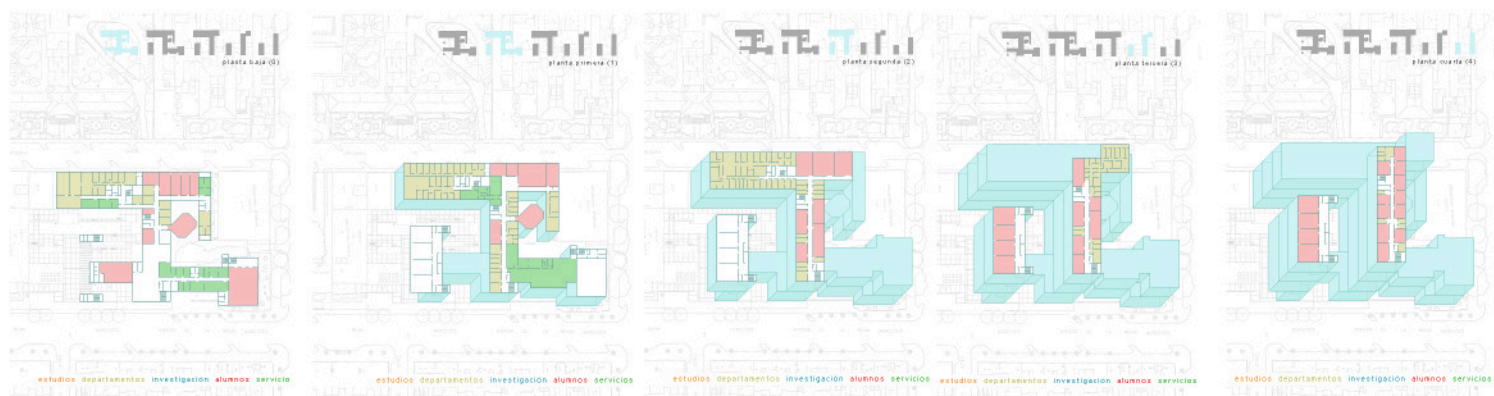 planta baja (0)
estudios departamentos investigación alumnos servicio
planta primera (1)
estudios departamentos investigación alumnos servicios
planta segunda (2)
estudios departamentos investigación alumnos servicios
planta tercera (3)
estudios departamentos investigación alumnos servicios
planta cuarta (4)
estudios departamentos investigación alumnos servicios